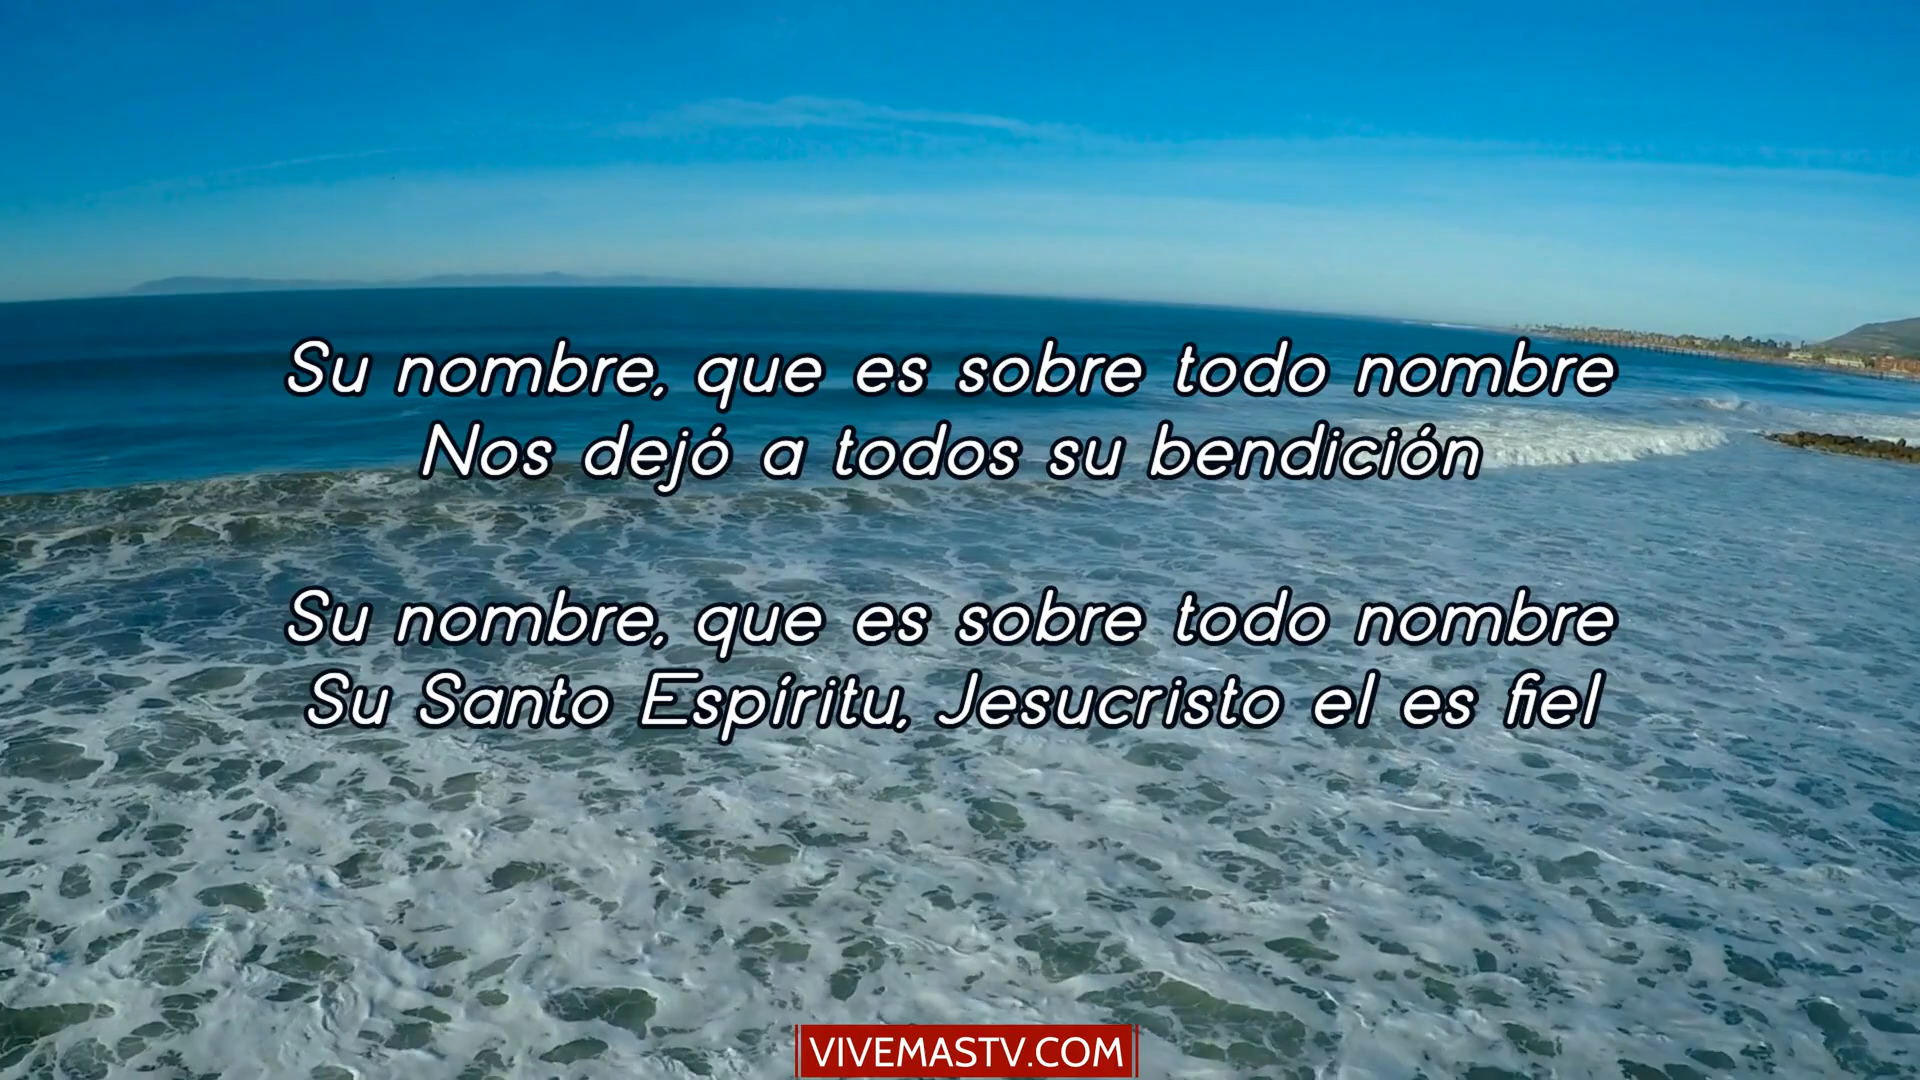 Su nombre, que es sobre todo nombre
Nos dejó a todos su bendición
Su nombre, que es sobre todo nombre
Su Santo Espíritu, Jesucristo el es fiel
VIVEMASTV.COM